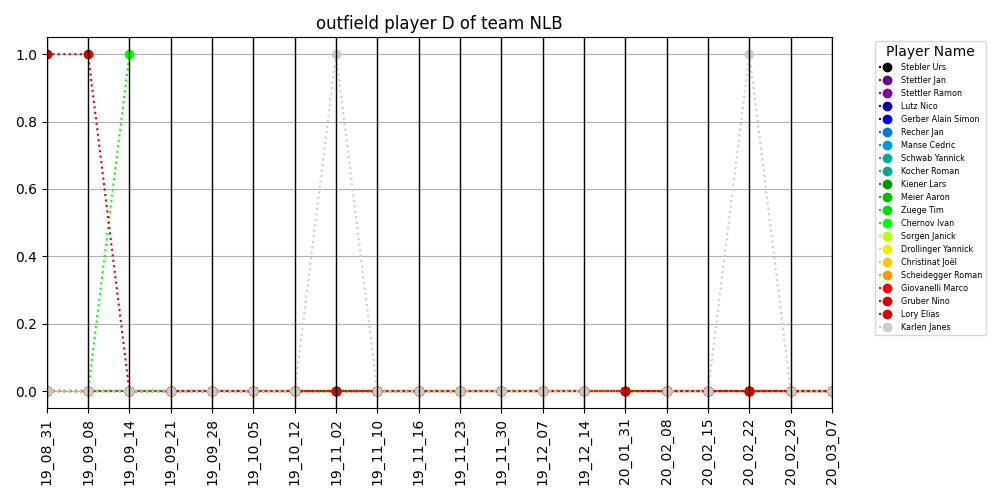 outfield player D of team NLB
1.0
0.8
0.6
0.4
0.2
0.0
19_08_31
19_09_08
19_09_14
19_09_21
19_09_28
19_10_05
19_10_12
19_11_02
19_11_10
19_11_16
19_11_23
19_11_30
19_12_07
19_12_14
20_01_31
20_02_08
20_02_15
20_02_22
20_02_29
20_03_07
Player Name
Stebler Urs
Stettler Jan
Stettler Ramon
Lutz Nico
Gerber Alain Simon
Recher Jan
Manse Cedric
Schwab Yannick
Kocher Roman
Kiener Lars
Meier Aaron
Zuege Tim
Chernov Ivan
Sorgen Janick
Drollinger Yannick
Christinat Joël
Scheidegger Roman
Giovanelli Marco
Gruber Nino
Lory Elias
Karlen Janes